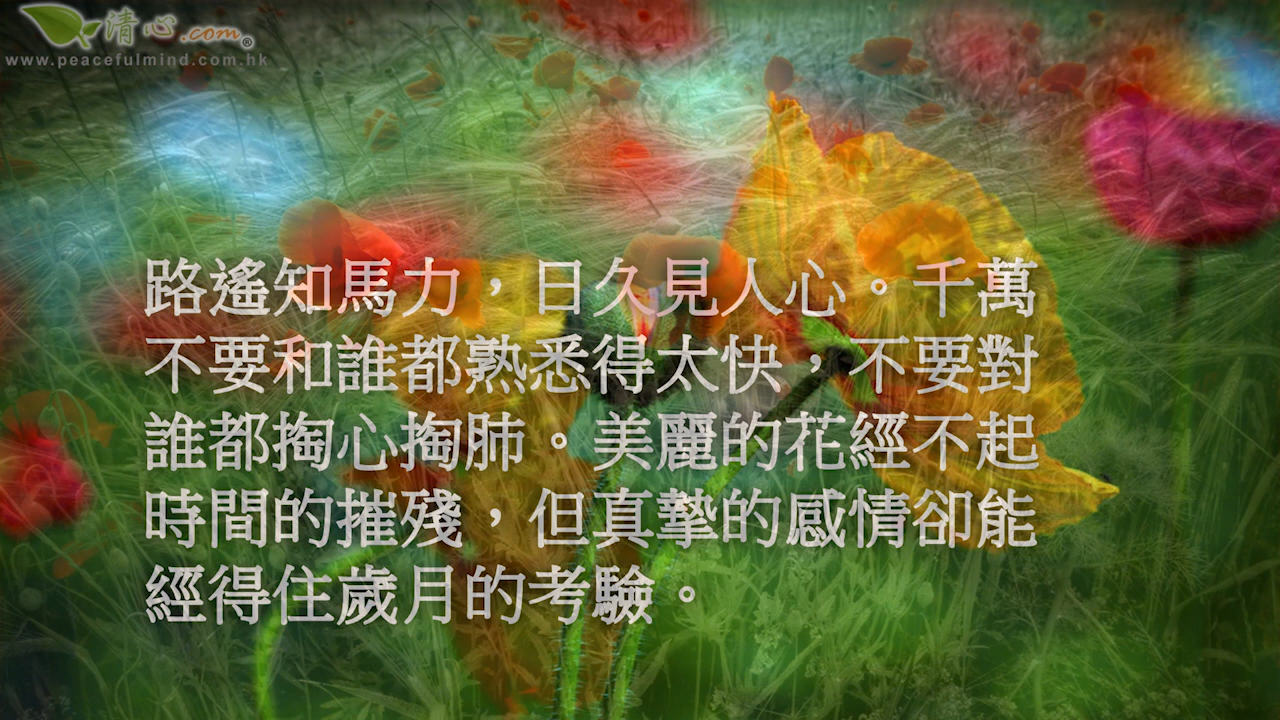 清心.com®
www.peacefulmind.com.hk
路遙知馬力，日久見人心。千萬
不要和誰都熟悉得太快，不要對
誰都掏心掏肺。美麗的花經不起
時間的摧殘，但真摯的感情卻能
經得住歲月的考驗。